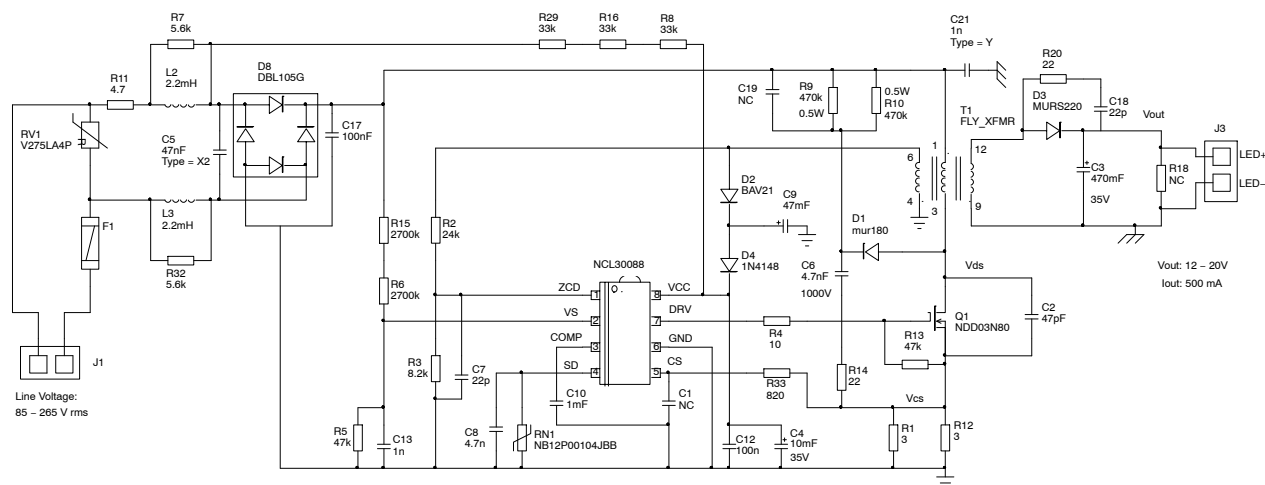 R7
5.6k
R29
33k
R16
33k
R8
33k
C21
1n
Type = Y
R11
4.7
L2
2.2mH
D8
DBL105G
R20
22
D3
MURS220
C18
22p
Vout
J3
LED+
LED–
C19
NC
R9
470k
0.5W
0.5W
R10
470k
T1
FLY_XFMR
RV1
V275LA4P
C5
47nF
Type = X2
C17
100nF
6
4
1
3
12
9
C3
470mF
35V
R18
NC
L3
2.2mH
F1
R32
5.6k
R15
2700k
R2
24k
D2
BAV21
C9
47mF
D1
mur180
D4
1N4148
C6
4.7nF
1000V
Vds
Vout: 12 – 20V
Iout: 500 mA
R6
2700k
NCL30088
ZCD
1
8
VCC
VS
2
7
DRV
COMP
3
6
GND
SD
4
5
CS
R4
10
R13
47k
Q1
NDD03N80
C2
47pF
J1
Line Voltage:
85 – 265 V rms
R3
8.2k
C7
22p
C10
1mF
C1
NC
R33
820
R14
22
Vcs
R5
47k
C13
1n
C8
4.7n
RN1
NB12P00104JBB
C12
100n
C4
10mF
35V
R1
3
R12
3